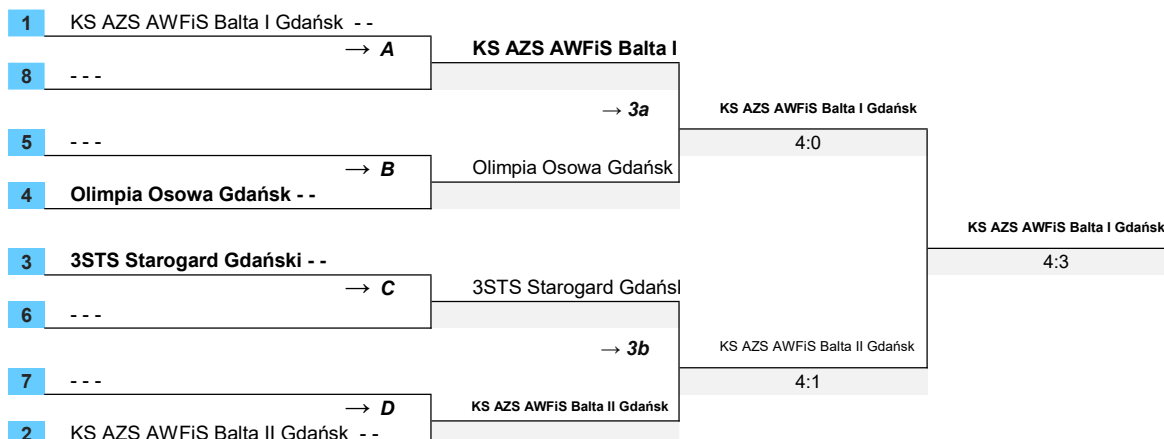 1 KS AZS AWFiS Balta I Gdańsk - -
→ A KS AZS AWFiS Balta I
8 - - -
→ 3a KS AZS AWFiS Balta I Gdańsk
5 - - - 4:0
→ B Olimpia Osowa Gdańsk
4 Olimpia Osowa Gdańsk - -
KS AZS AWFiS Balta I Gdańsk
3 3STS Starogard Gdański - - 4:3
→ C 3STS Starogard Gdańsk
6 - - -
→ 3b KS AZS AWFiS Balta II Gdańsk
7 - - - 4:1
→ D KS AZS AWFiS Balta II Gdańsk
2 KS AZS AWFiS Balta II Gdańsk - -